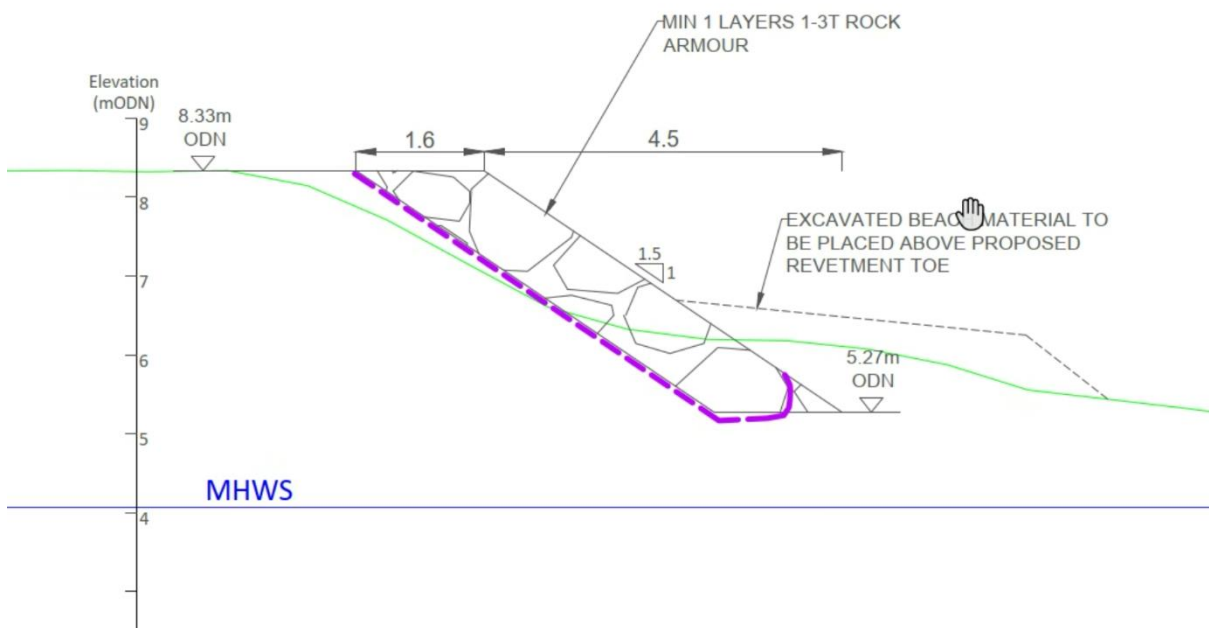 MIN 1 LAYERS 1-3T ROCK
ARMOUR
Elevation
(mODN)
8.33m
ODN
9
8
7
6
5
4
1.6
4.5
1.5
1
EXCAVATED BEACH MATERIAL TO
BE PLACED ABOVE PROPOSED
REVETMENT TOE
5.27m
ODN
MHWS